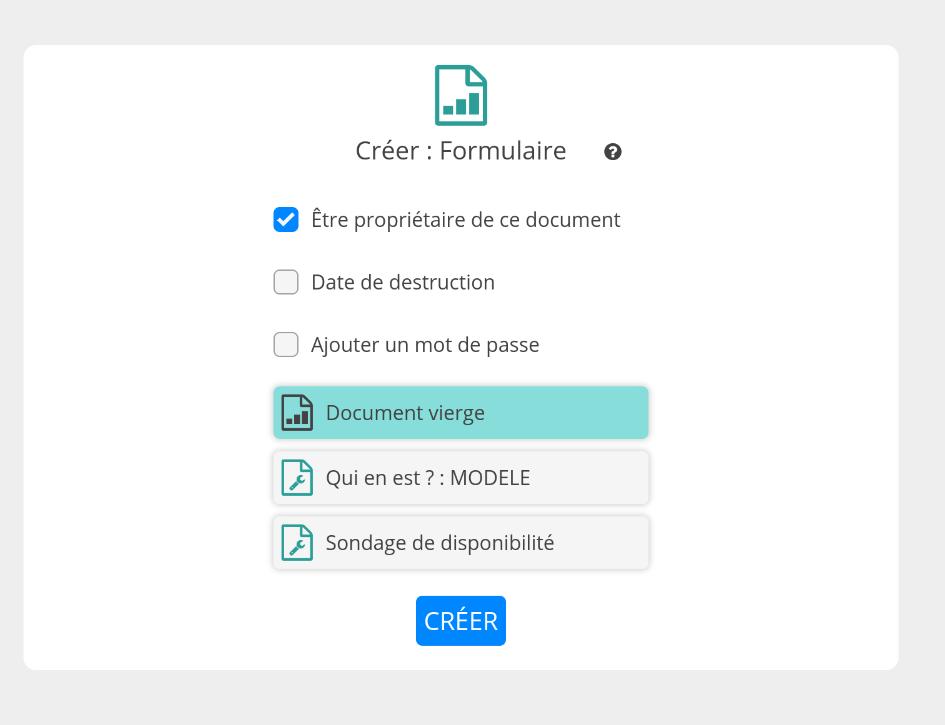 Créer : Formulaire
Être propriétaire de ce document
Date de destruction
Ajouter un mot de passe
Document vierge
Qui en est ? : MODELE
Sondage de disponibilité
CRÉER